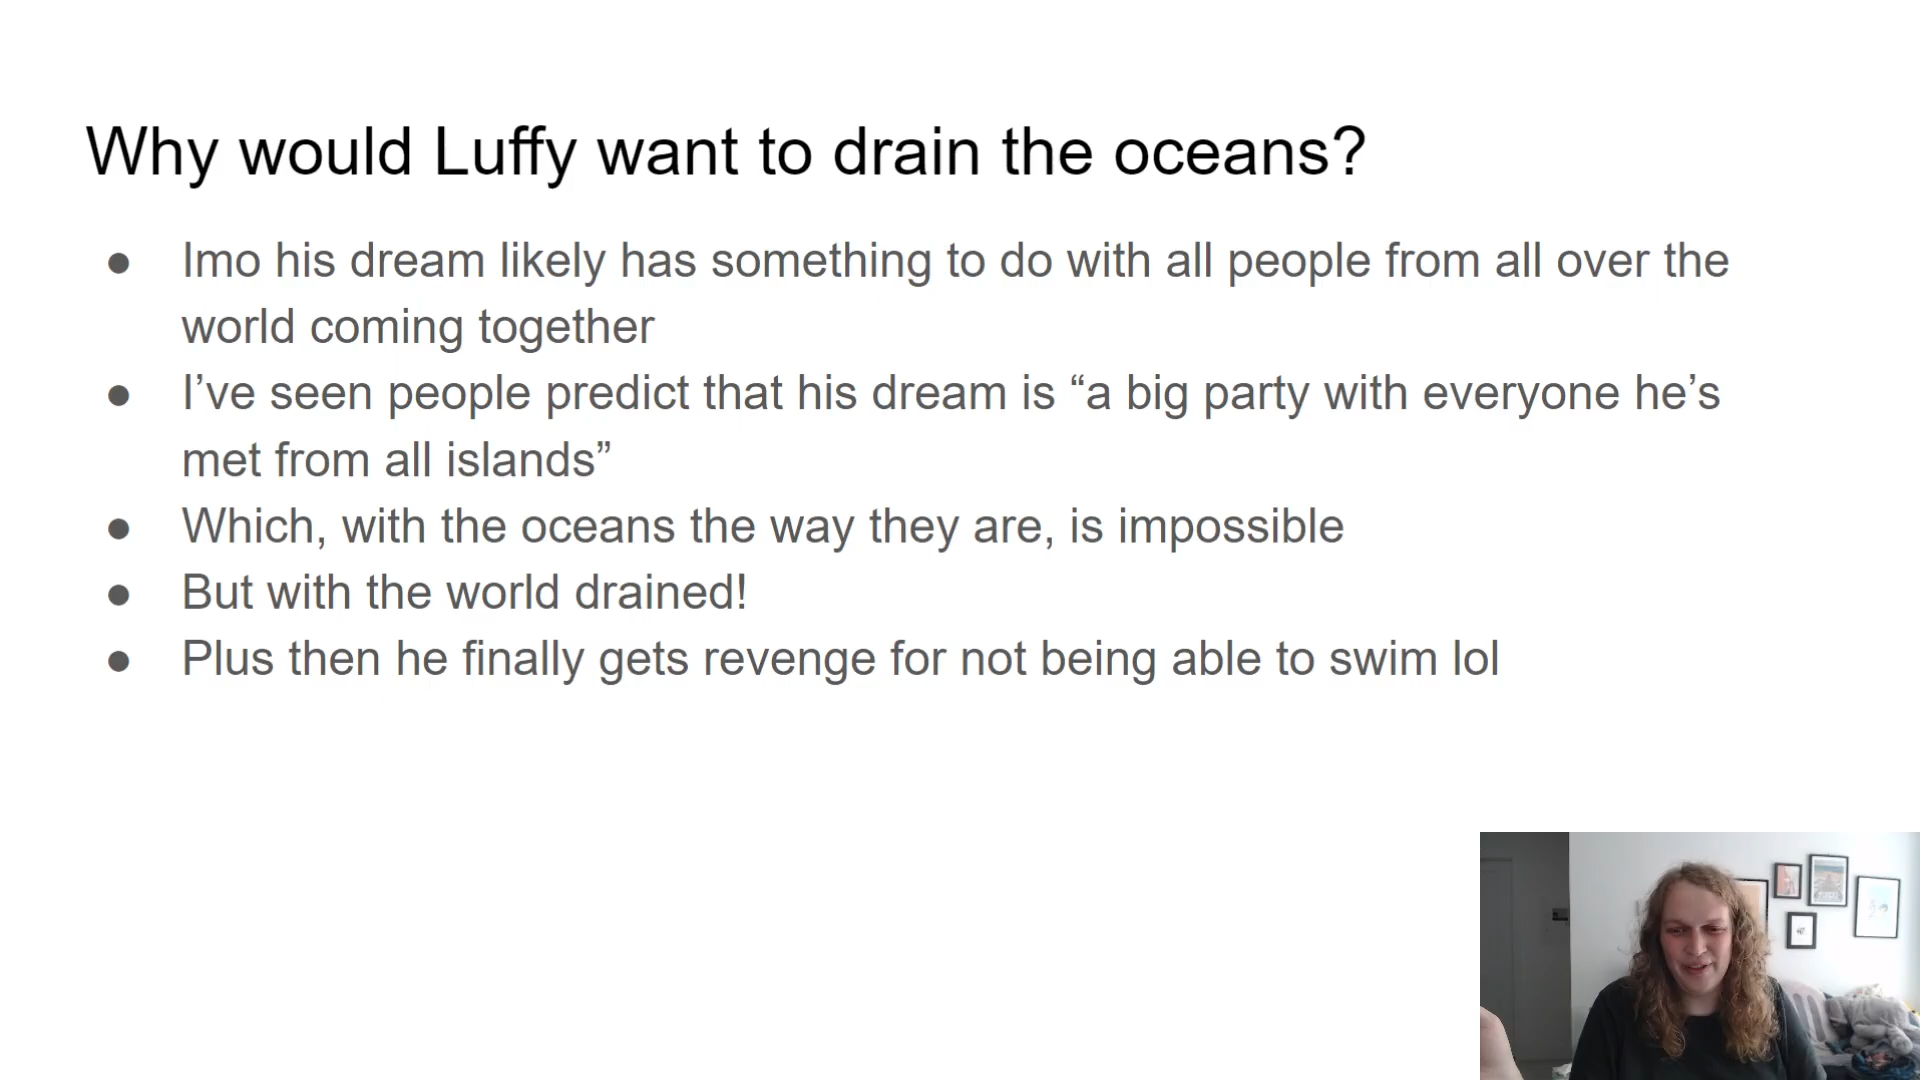 Why would Luffy want to drain the oceans?
● Imo his dream likely has something to do with all people from all over the
world coming together
● I’ve seen people predict that his dream is “a big party with everyone he’s
met from all islands”
● Which, with the oceans the way they are, is impossible
● But with the world drained!
● Plus then he finally gets revenge for not being able to swim lol